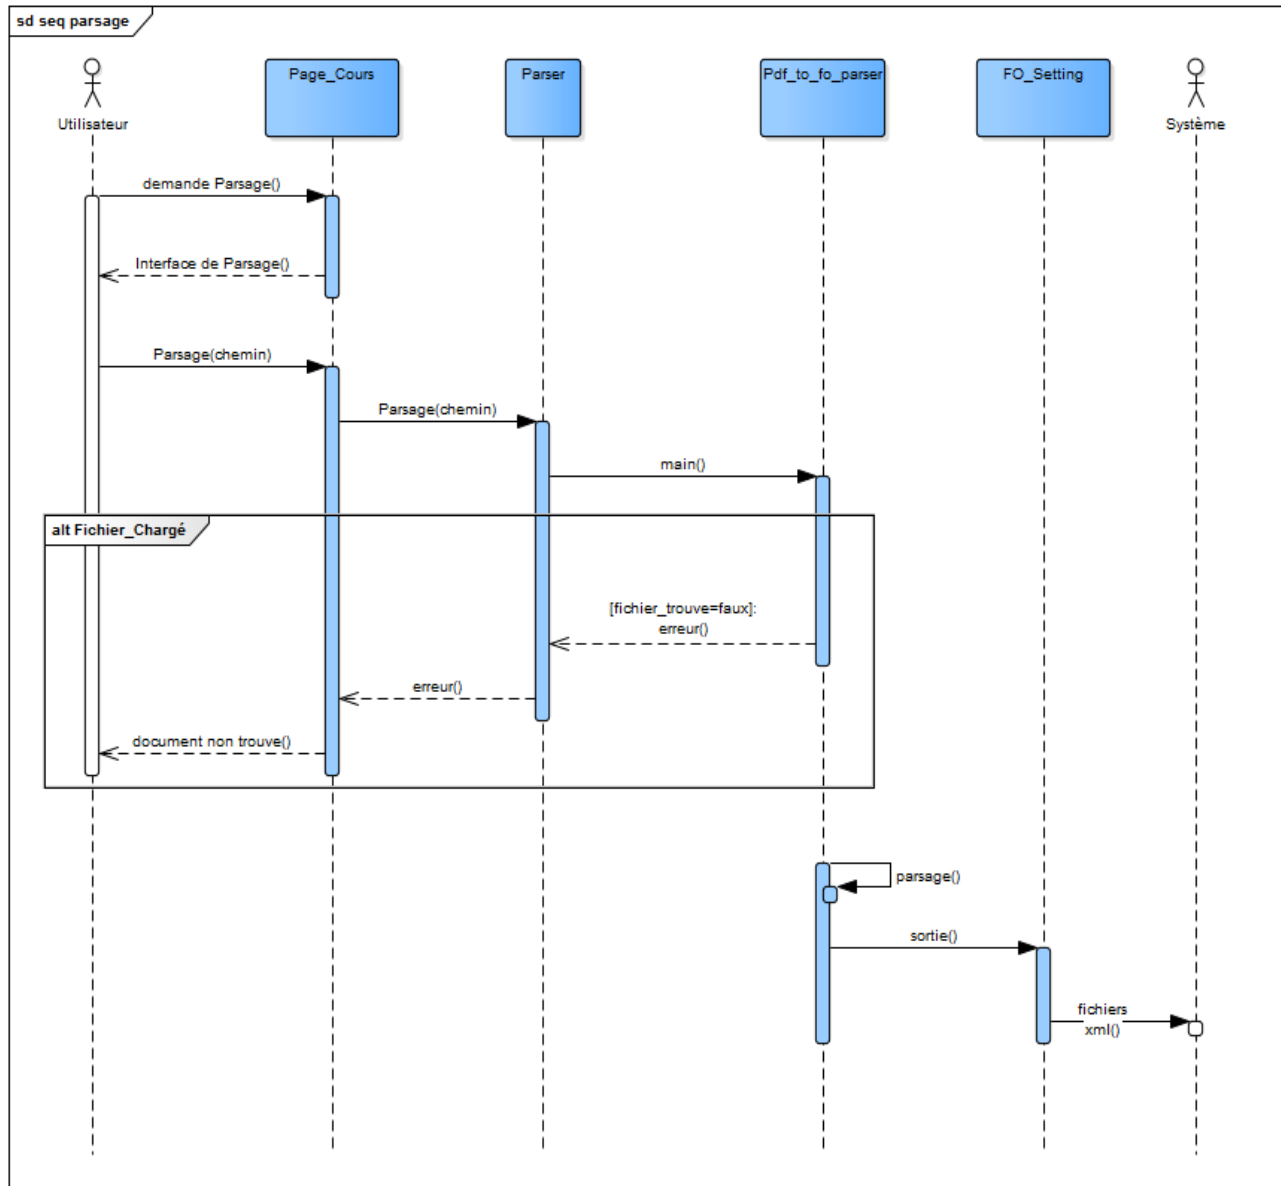 sd seq parsage
Utilisateur
Page_Cours
Parser
Pdf_to_fo_parser
FO_Setting
Système
demande Parsage()
Interface de Parsage()
Parsage(chemin)
Parsage(chemin)
main()
alt Fichier_Chargé
[fichier_trouve=faux]:
erreur()
erreur()
document non trouve()
parsage()
sortie()
fichiers
xml()